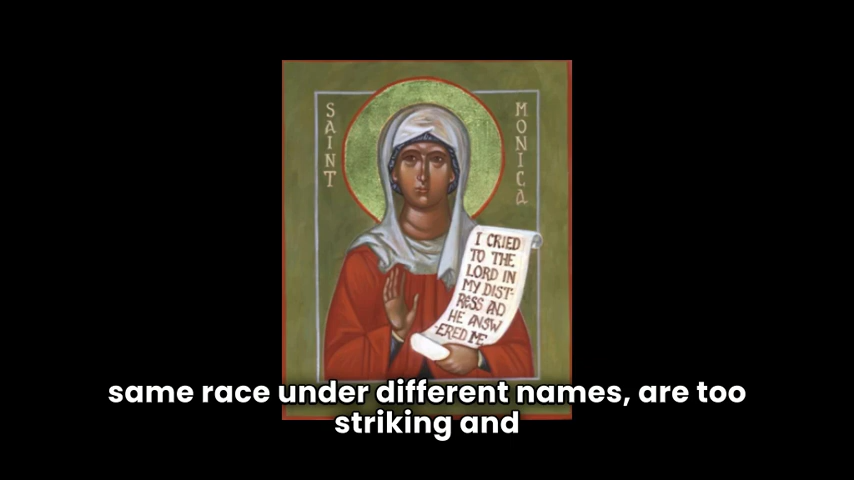 SAINT
MONICA
I CRIED
TO THE
LORD IN
MY DIST-
RESS AND
HE ANSW
-ERED ME
same race under different names, are too
striking and